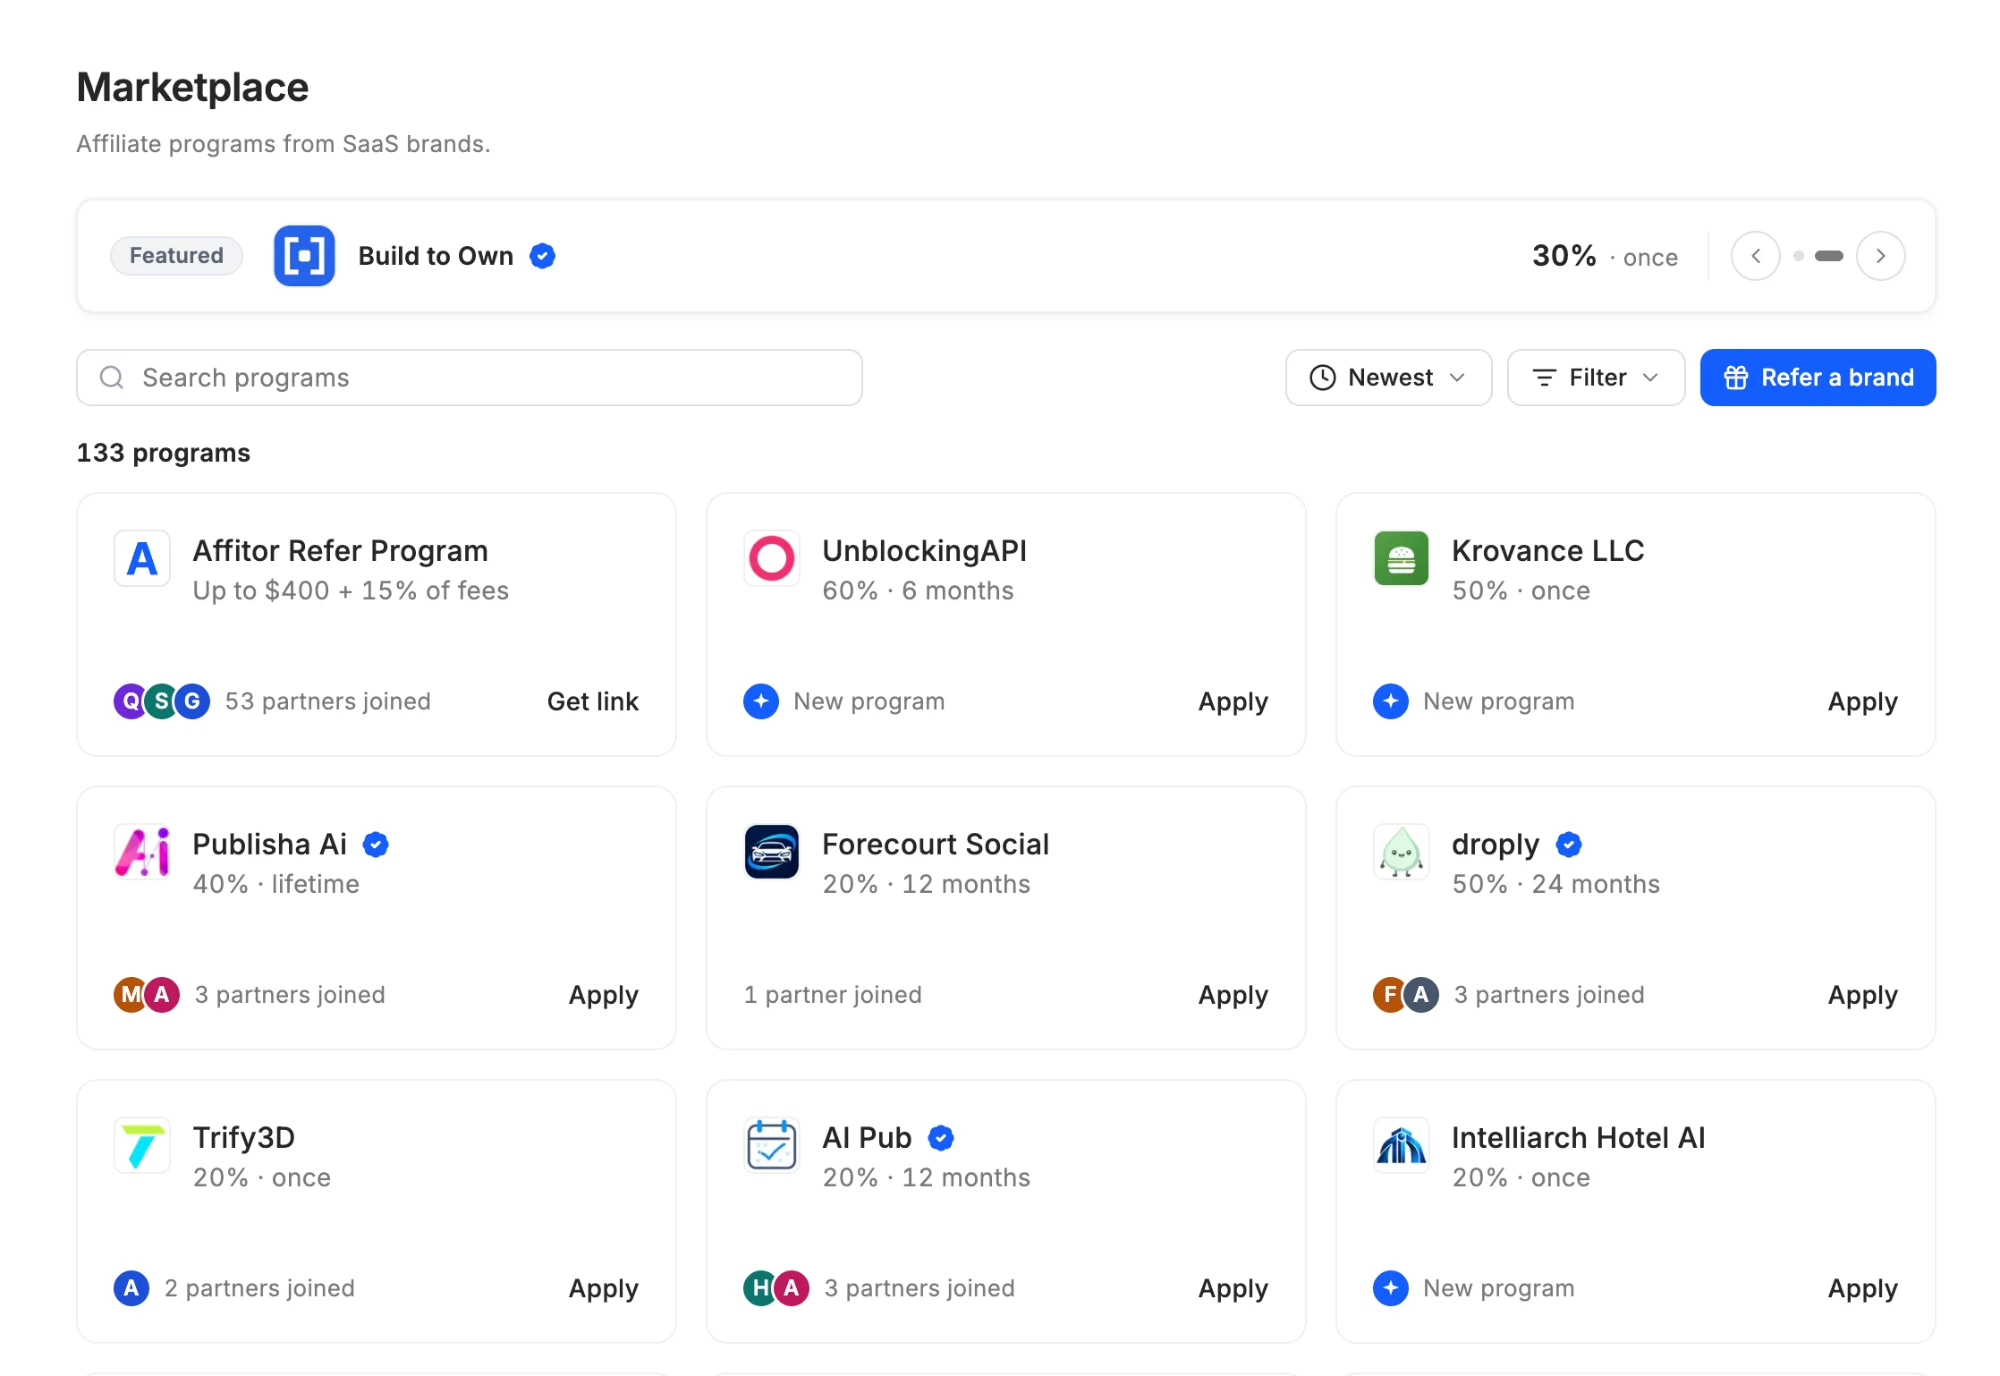 Marketplace
Affiliate programs from SaaS brands.
Featured
Build to Own
30% · once
Search programs
Newest
Filter
Refer a brand
133 programs
A
Affitor Refer Program
Up to $400 + 15% of fees
Q S G 53 partners joined
Get link
UnblockingAPI
60% · 6 months
New program
Apply
Krovance LLC
50% · once
New program
Apply
Ai
Publisha Ai
40% · lifetime
M A 3 partners joined
Apply
Forecourt Social
20% · 12 months
1 partner joined
Apply
droply
50% · 24 months
F A 3 partners joined
Apply
Trify3D
20% · once
A 2 partners joined
Apply
AI Pub
20% · 12 months
H A 3 partners joined
Apply
Intelliarch Hotel AI
20% · once
New program
Apply